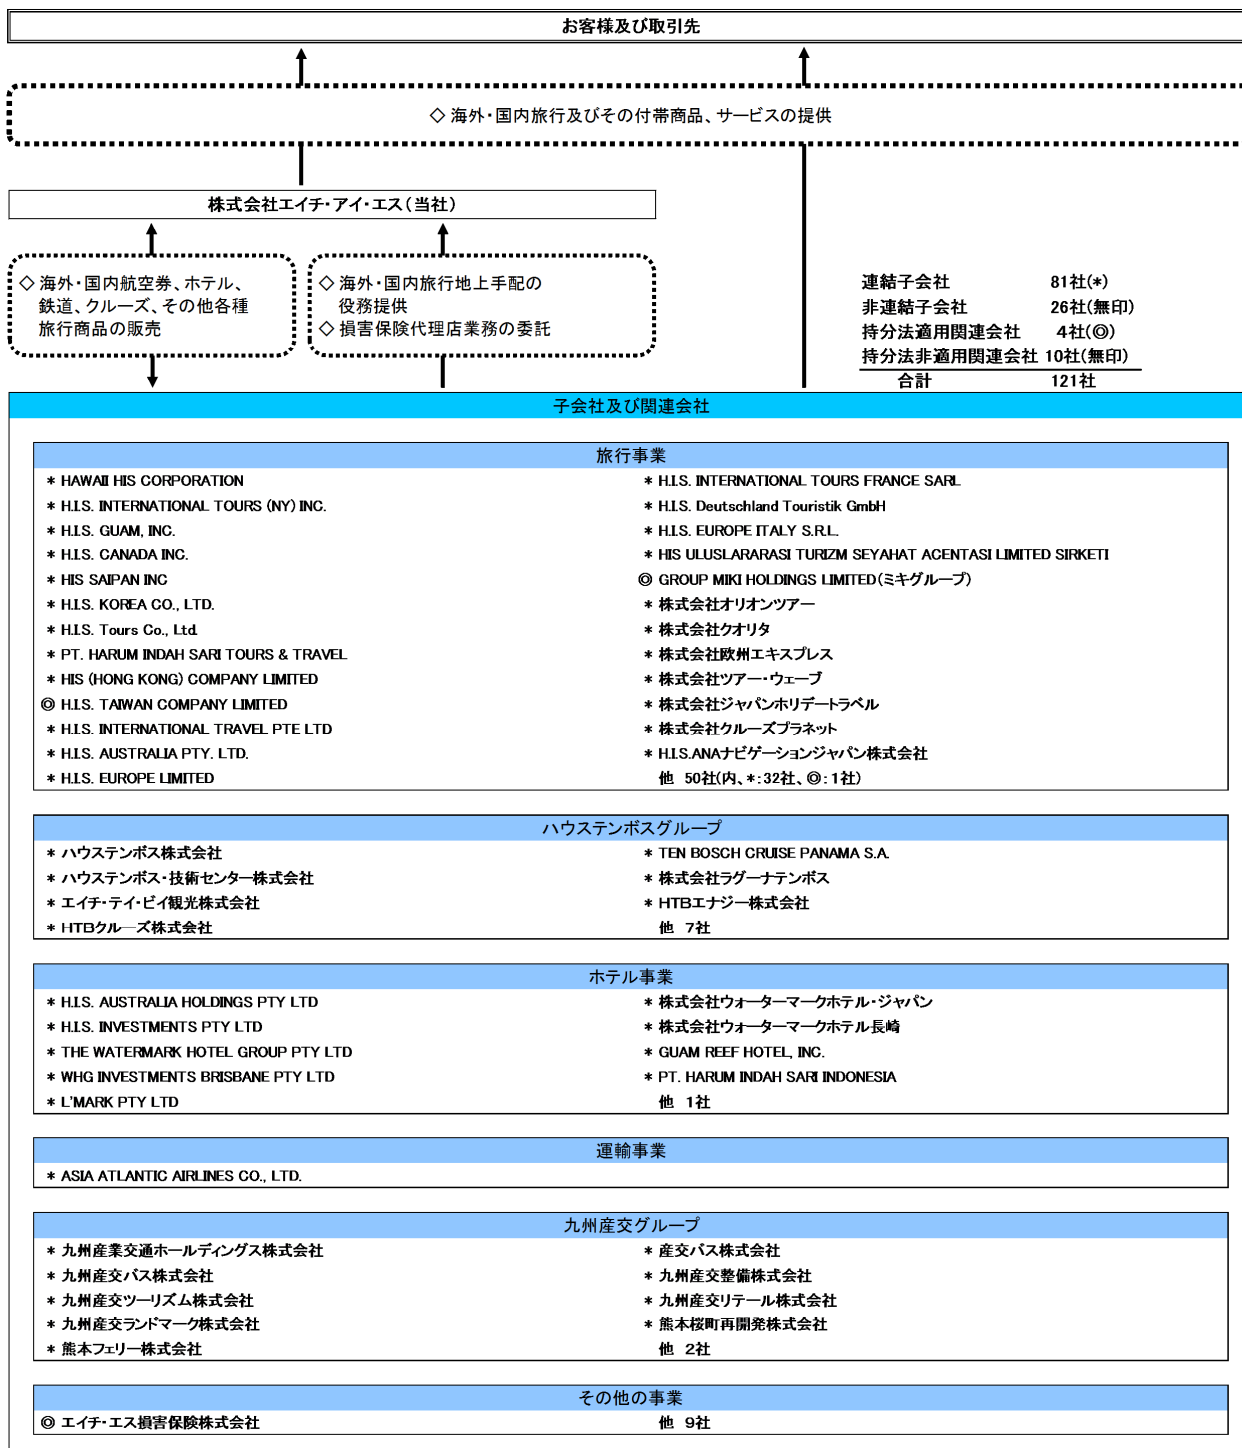 お客様及び取引先
◇ 海外・国内旅行及びその付帯商品、サービスの提供
株式会社エイチ・アイ・エス（当社）
◇ 海外・国内航空券、ホテル、
鉄道、クルーズ、その他各種
旅行商品の販売
◇ 海外・国内旅行地上手配の
役務提供
◇ 損害保険代理店業務の委託
連結子会社 81社(*)
非連結子会社 26社(無印)
持分法適用関連会社 4社(◎)
持分法非適用関連会社 10社(無印)
合計 121社
子会社及び関連会社
旅行事業
* HAWAII HIS CORPORATION
* H.I.S. INTERNATIONAL TOURS (NY) INC.
* H.I.S. GUAM, INC.
* H.I.S. CANADA INC.
* HIS SAIPAN INC
* H.I.S. KOREA CO., LTD.
* H.I.S. Tours Co., Ltd.
* PT. HARUM INDAH SARI TOURS & TRAVEL
* HIS (HONG KONG) COMPANY LIMITED
◎ H.I.S. TAIWAN COMPANY LIMITED
* H.I.S. INTERNATIONAL TRAVEL PTE LTD
* H.I.S. AUSTRALIA PTY. LTD.
* H.I.S. EUROPE LIMITED
* H.I.S. INTERNATIONAL TOURS FRANCE SARL
* H.I.S. Deutschland Touristik GmbH
* H.I.S. EUROPE ITALY S.R.L.
* HIS ULUSLARARASI TURIZM SEYAHAT ACENTASI LIMITED SIRKETI
◎ GROUP MIKI HOLDINGS LIMITED（ミキグループ）
* 株式会社オリオンツアー
* 株式会社クオリタ
* 株式会社欧州エキスプレス
* 株式会社ツアー・ウェーブ
* 株式会社ジャパンホリデートラベル
* 株式会社クルーズプラネット
* H.I.S.ANAナビゲーションジャパン株式会社
他 50社(内、*:32社、◎:1社)
ハウステンボスグループ
* ハウステンボス株式会社
* ハウステンボス・技術センター株式会社
* エイチ・テイ・ビイ観光株式会社
* HTBクルーズ株式会社
* TEN BOSCH CRUISE PANAMA S.A.
* 株式会社ラグーナテンボス
* HTBエナジー株式会社
他 7社
ホテル事業
* H.I.S. AUSTRALIA HOLDINGS PTY LTD
* H.I.S. INVESTMENTS PTY LTD
* THE WATERMARK HOTEL GROUP PTY LTD
* WHG INVESTMENTS BRISBANE PTY LTD
* L'MARK PTY LTD
* 株式会社ウォーターマークホテル・ジャパン
* 株式会社ウォーターマークホテル長崎
* GUAM REEF HOTEL, INC.
* PT. HARUM INDAH SARI INDONESIA
他 1社
運輸事業
* ASIA ATLANTIC AIRLINES CO., LTD.
九州産交グループ
* 九州産業交通ホールディングス株式会社
* 九州産交バス株式会社
* 九州産交ツーリズム株式会社
* 九州産交ランドマーク株式会社
* 熊本フェリー株式会社
* 産交バス株式会社
* 九州産交整備株式会社
* 九州産交リテール株式会社
* 熊本桜町再開発株式会社
他 2社
その他の事業
◎ エイチ・エス損害保険株式会社
他 9社